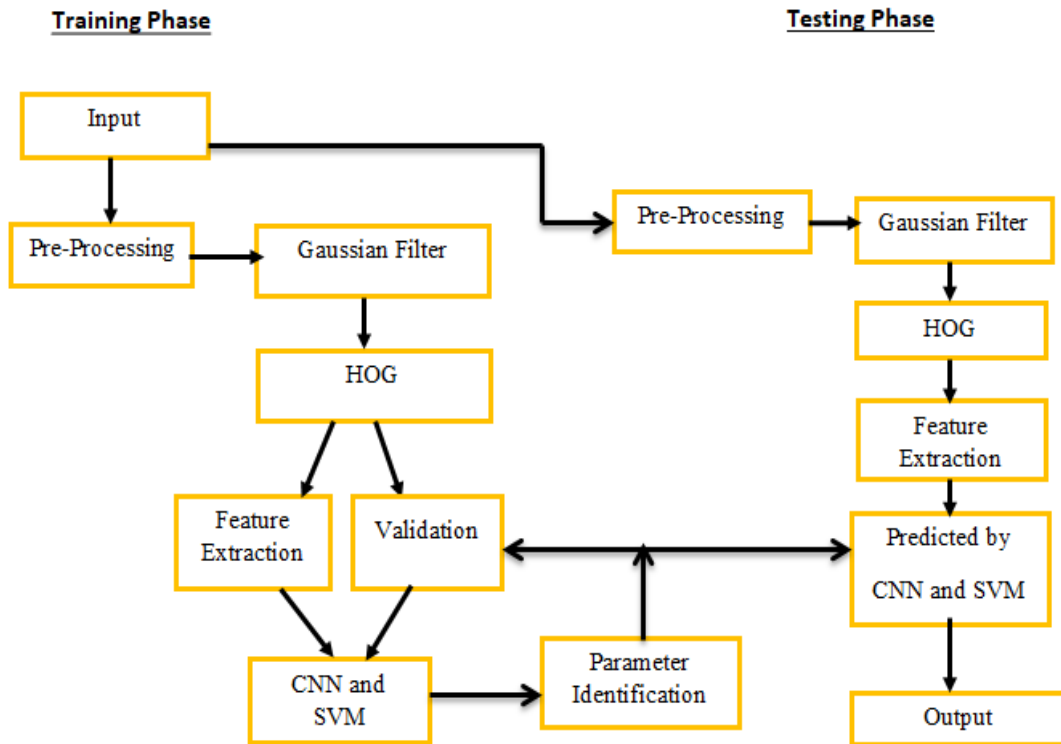 Training Phase
Testing Phase
Input
Pre-Processing
Gaussian Filter
HOG
Feature
Extraction
Validation
CNN and
SVM
Parameter
Identification
Pre-Processing
Gaussian Filter
HOG
Feature
Extraction
Predicted by
CNN and SVM
Output